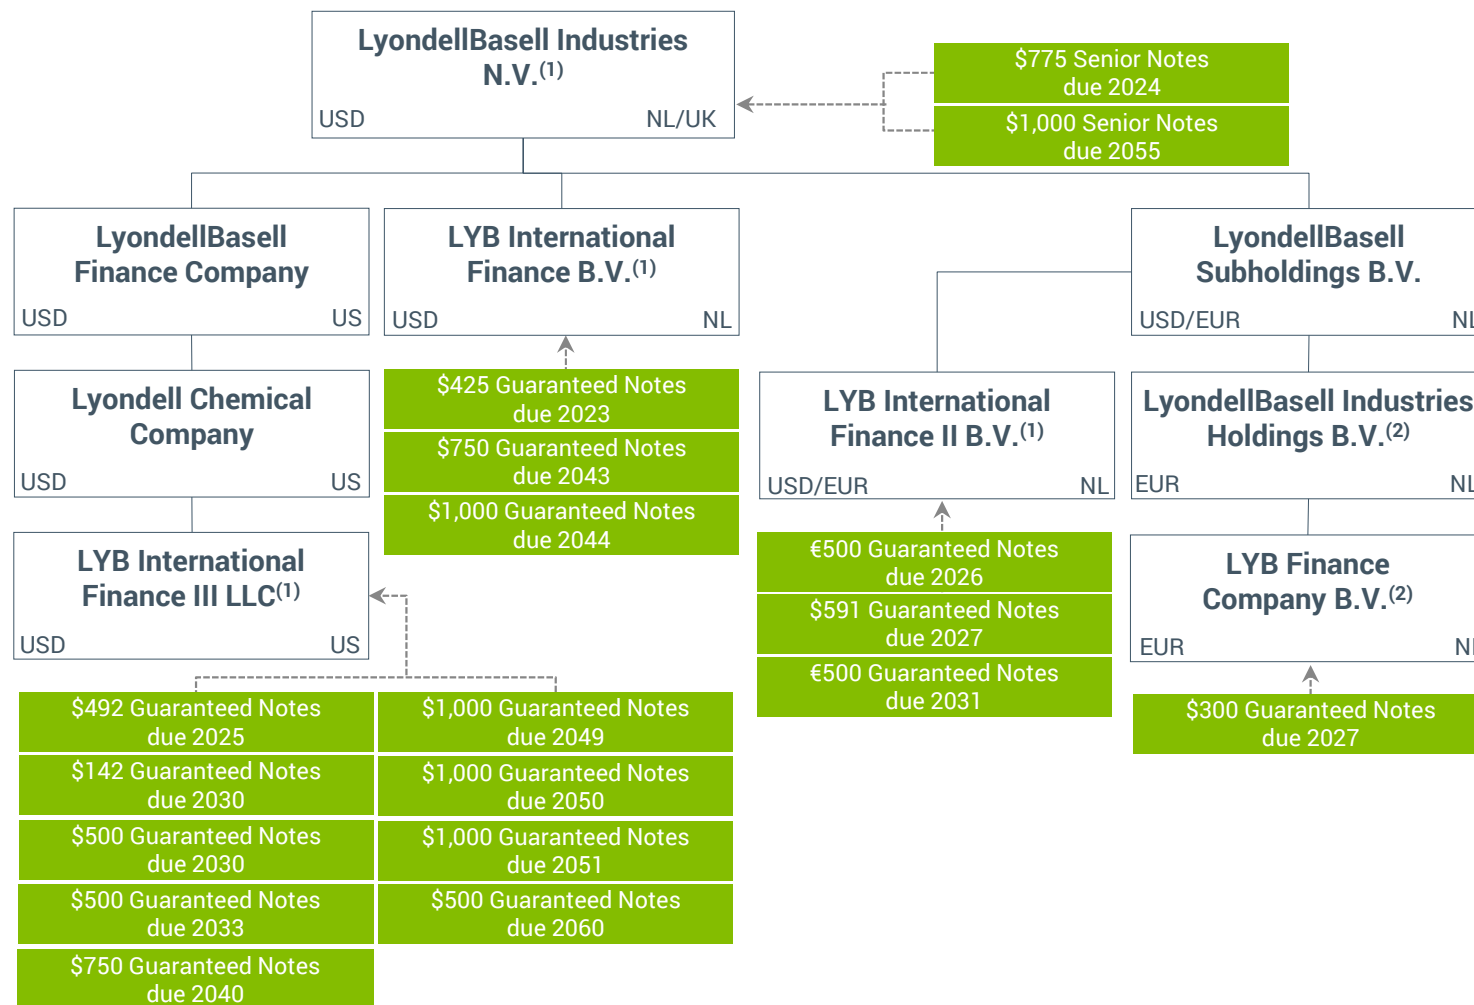 LyondellBasell Industries
N.V.(1)
USD NL/UK
$775 Senior Notes
due 2024
$1,000 Senior Notes
due 2055
LyondellBasell
Finance Company
USD US
LYB International
Finance B.V.(1)
USD NL
LyondellBasell
Subholdings B.V.
USD/EUR NL
Lyondell Chemical
Company
USD US
$425 Guaranteed Notes
due 2023
$750 Guaranteed Notes
due 2043
$1,000 Guaranteed Notes
due 2044
LYB International
Finance II B.V.(1)
USD/EUR NL
LyondellBasell Industries
Holdings B.V.(2)
EUR NL
LYB International
Finance III LLC(1)
USD US
€500 Guaranteed Notes
due 2026
$591 Guaranteed Notes
due 2027
€500 Guaranteed Notes
due 2031
LYB Finance
Company B.V.(2)
EUR NL
$300 Guaranteed Notes
due 2027
$492 Guaranteed Notes
due 2025
$142 Guaranteed Notes
due 2030
$500 Guaranteed Notes
due 2030
$500 Guaranteed Notes
due 2033
$750 Guaranteed Notes
due 2040
$1,000 Guaranteed Notes
due 2049
$1,000 Guaranteed Notes
due 2050
$1,000 Guaranteed Notes
due 2051
$500 Guaranteed Notes
due 2060